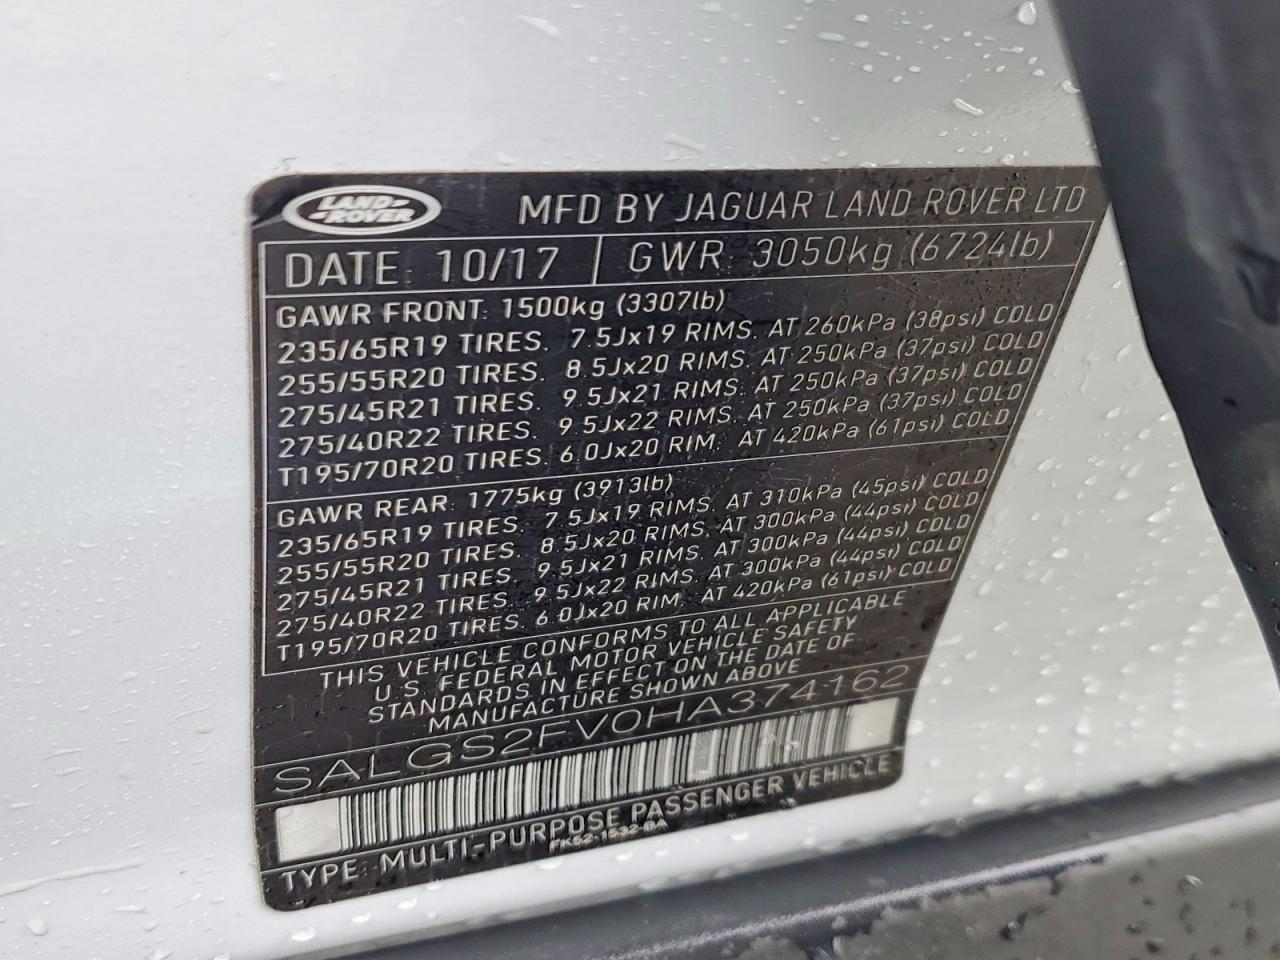 LAND-
-ROVER
MFD BY JAGUAR LAND ROVER LTD
DATE: 10/17 | GWR: 3050kg (6724lb)
GAWR FRONT: 1500kg (3307lb)
235/65R19 TIRES. 7.5Jx19 RIMS. AT 260kPa (38psi) COLD
255/55R20 TIRES. 8.5Jx20 RIMS. AT 250kPa (37psi) COLD
275/45R21 TIRES. 9.5Jx21 RIMS. AT 250kPa (37psi) COLD
275/40R22 TIRES. 9.5Jx22 RIMS. AT 250kPa (37psi) COLD
T195/70R20 TIRES. 6.0Jx20 RIM. AT 420kPa (61psi) COLD
GAWR REAR: 1775kg (3913lb)
235/65R19 TIRES. 7.5Jx19 RIMS. AT 310kPa (45psi) COLD
255/55R20 TIRES. 8.5Jx20 RIMS. AT 300kPa (44psi) COLD
275/45R21 TIRES. 9.5Jx21 RIMS. AT 300kPa (44psi) COLD
275/40R22 TIRES. 9.5Jx22 RIMS. AT 300kPa (44psi) COLD
T195/70R20 TIRES. 6.0Jx20 RIM. AT 420kPa (61psi) COLD
THIS VEHICLE CONFORMS TO ALL APPLICABLE
U.S. FEDERAL MOTOR VEHICLE SAFETY
STANDARDS IN EFFECT ON THE DATE OF
MANUFACTURE SHOWN ABOVE
SALGS2FV0HA374162
TYPE: MULTI-PURPOSE PASSENGER VEHICLE
FK52-1532-BA